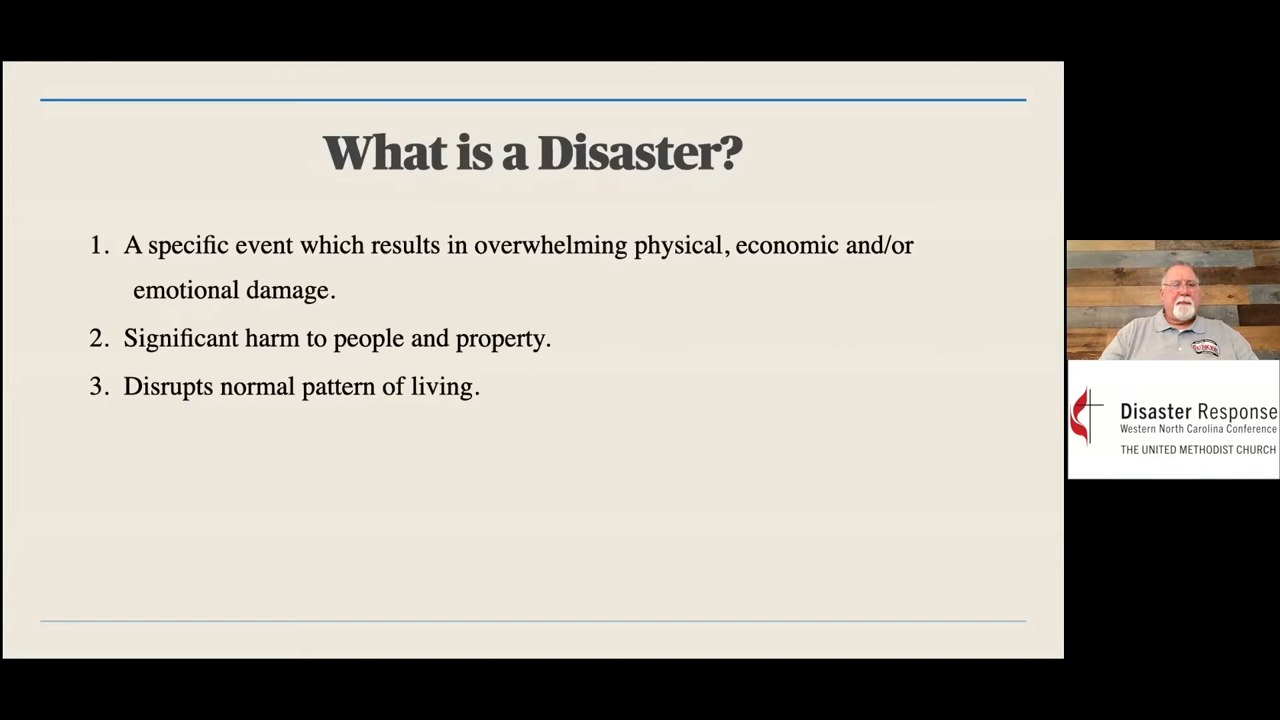 What is a Disaster?
1. A specific event which results in overwhelming physical, economic and/or
emotional damage.
2. Significant harm to people and property.
3. Disrupts normal pattern of living.
Disaster Response
Western North Carolina Conference
THE UNITED METHODIST CHURCH